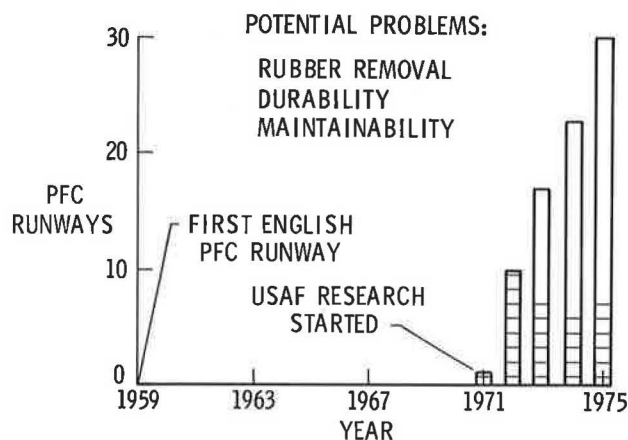 POTENTIAL PROBLEMS:
RUBBER REMOVAL
DURABILITY
MAINTAINABILITY
30
20
PFC
RUNWAYS
10
0
FIRST ENGLISH
PFC RUNWAY
USAF RESEARCH
STARTED
1959
1963
1967
1971
1975
YEAR